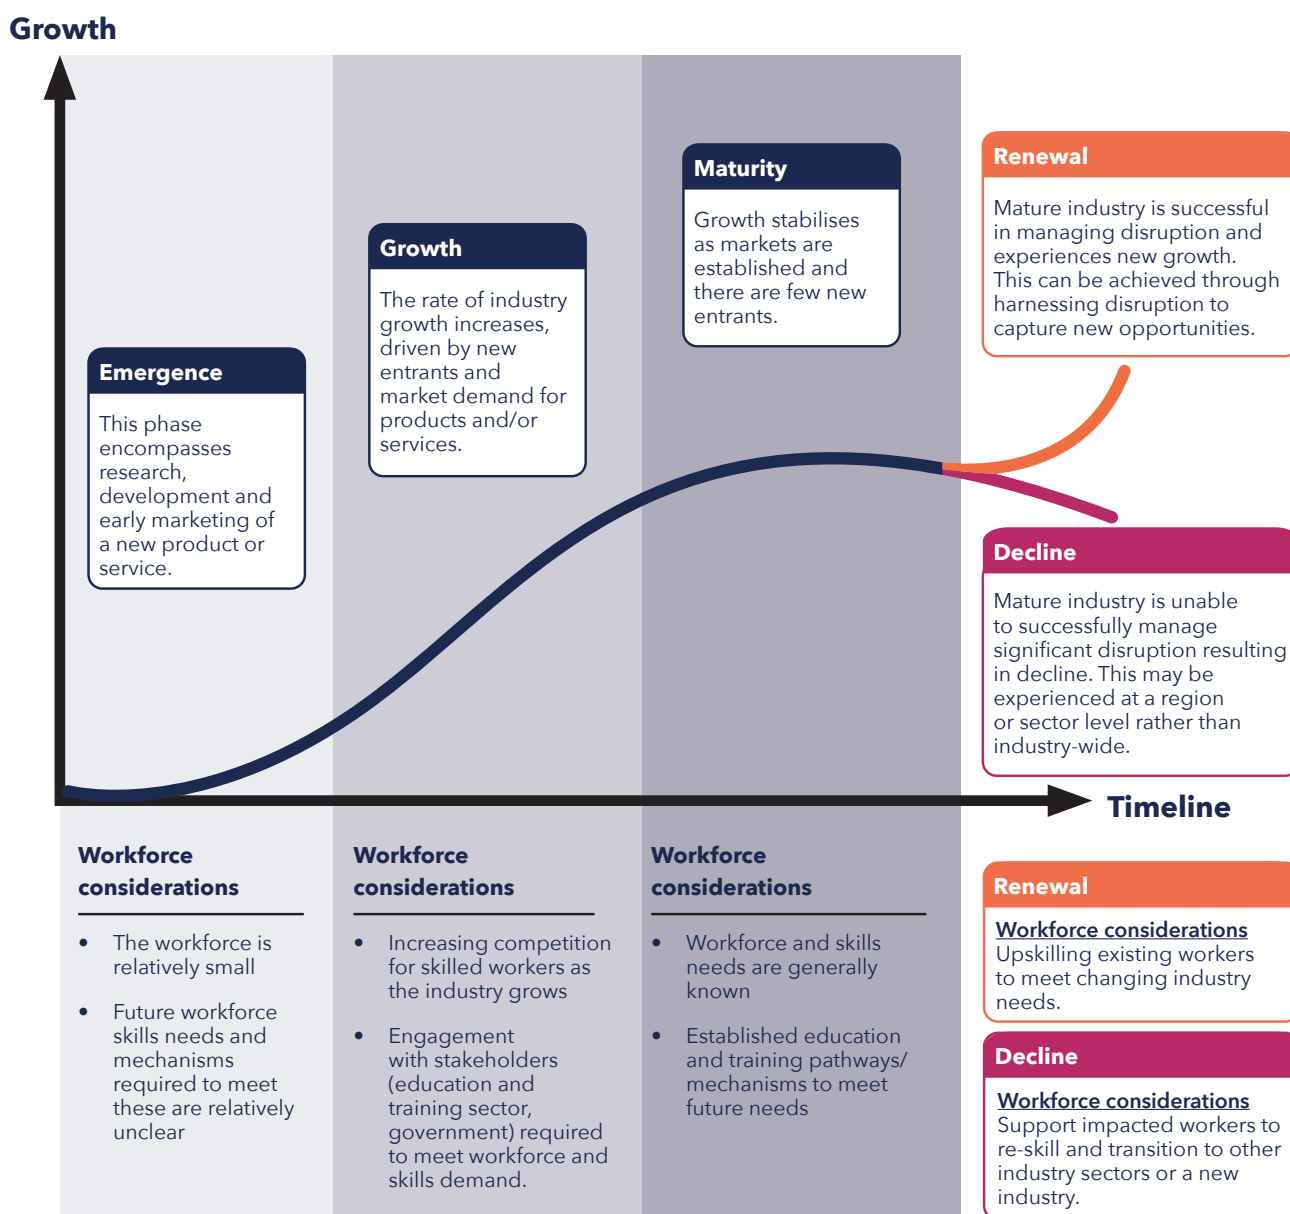 Growth
Emergence
This phase
encompasses
research,
development and
early marketing of
a new product or
service.
Growth
The rate of industry
growth increases,
driven by new
entrants and
market demand for
products and/or
services.
Maturity
Growth stabilises
as markets are
established and
there are few new
entrants.
Renewal
Mature industry is successful
in managing disruption and
experiences new growth.
This can be achieved through
harnessing disruption to
capture new opportunities.
Decline
Mature industry is unable
to successfully manage
significant disruption resulting
in decline. This may be
experienced at a region
or sector level rather than
industry-wide.
Timeline
Workforce
considerations
• The workforce is
relatively small
• Future workforce
skills needs and
mechanisms
required to meet
these are relatively
unclear
Workforce
considerations
• Increasing competition
for skilled workers as
the industry grows
• Engagement
with stakeholders
(education and
training sector,
government) required
to meet workforce and
skills demand.
Workforce
considerations
• Workforce and skills
needs are generally
known
• Established education
and training pathways/
mechanisms to meet
future needs
Renewal
Workforce considerations
Upskilling existing workers
to meet changing industry
needs.
Decline
Workforce considerations
Support impacted workers to
re-skill and transition to other
industry sectors or a new
industry.